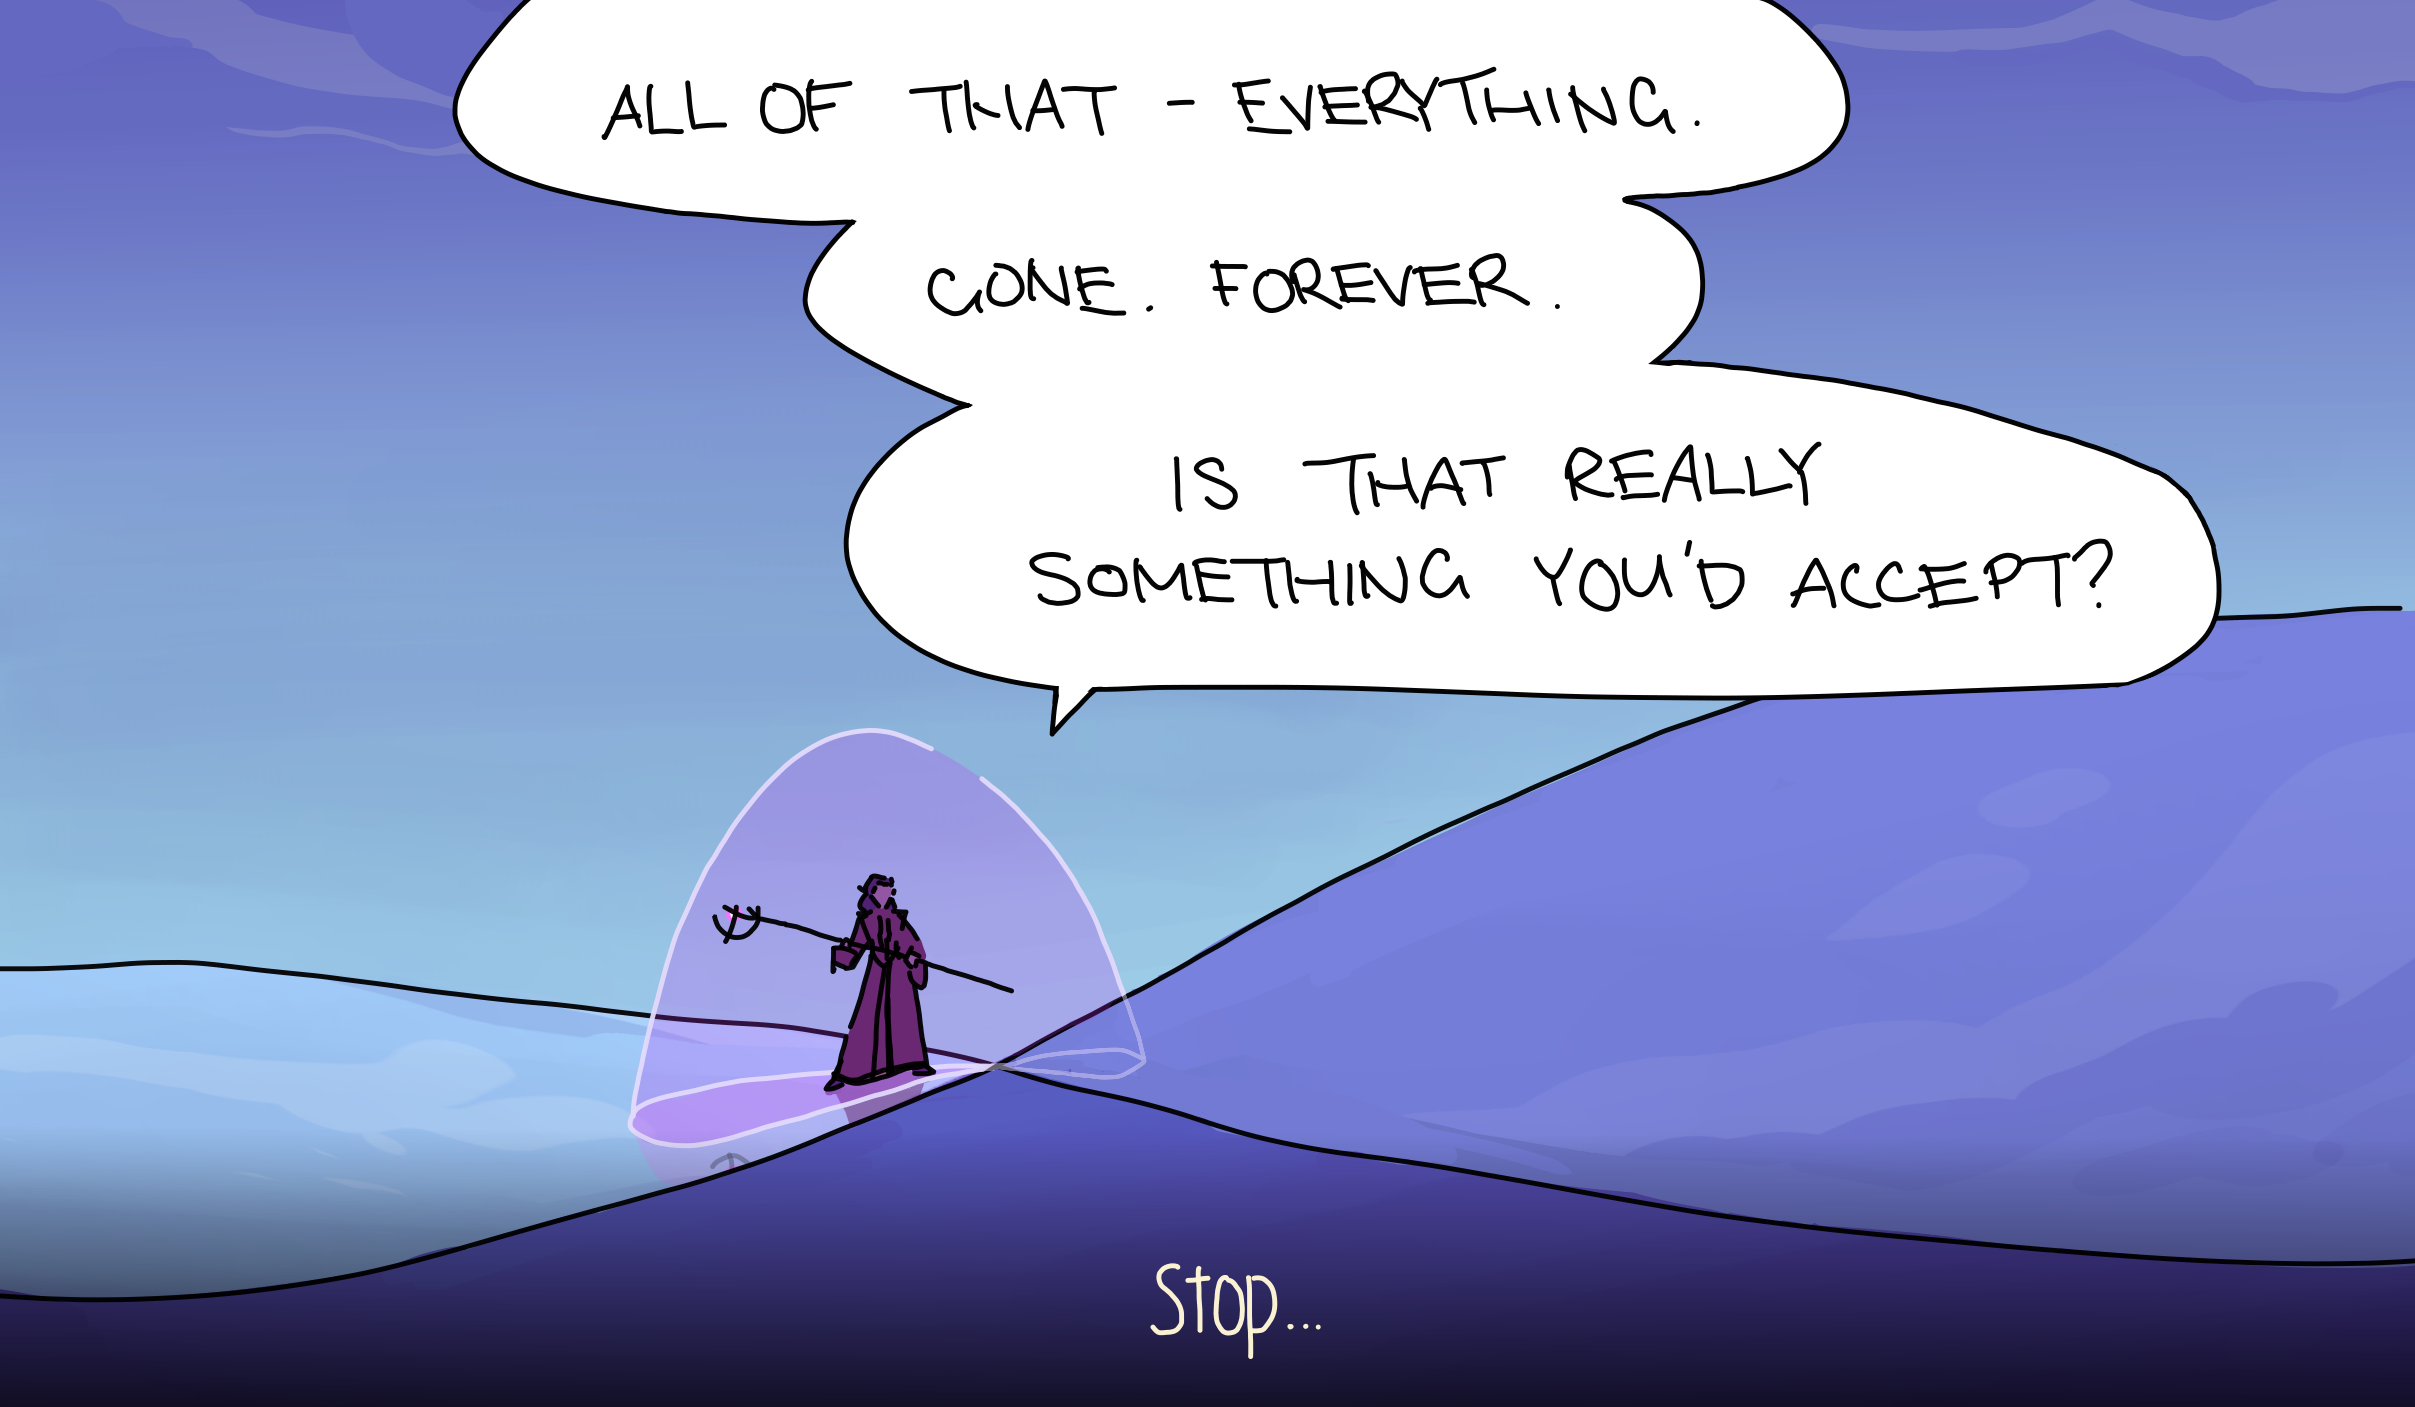 ALL OF THAT - EVERYTHING.
GONE. FOREVER.
IS THAT REALLY
SOMETHING YOU'D ACCEPT?
Stop...